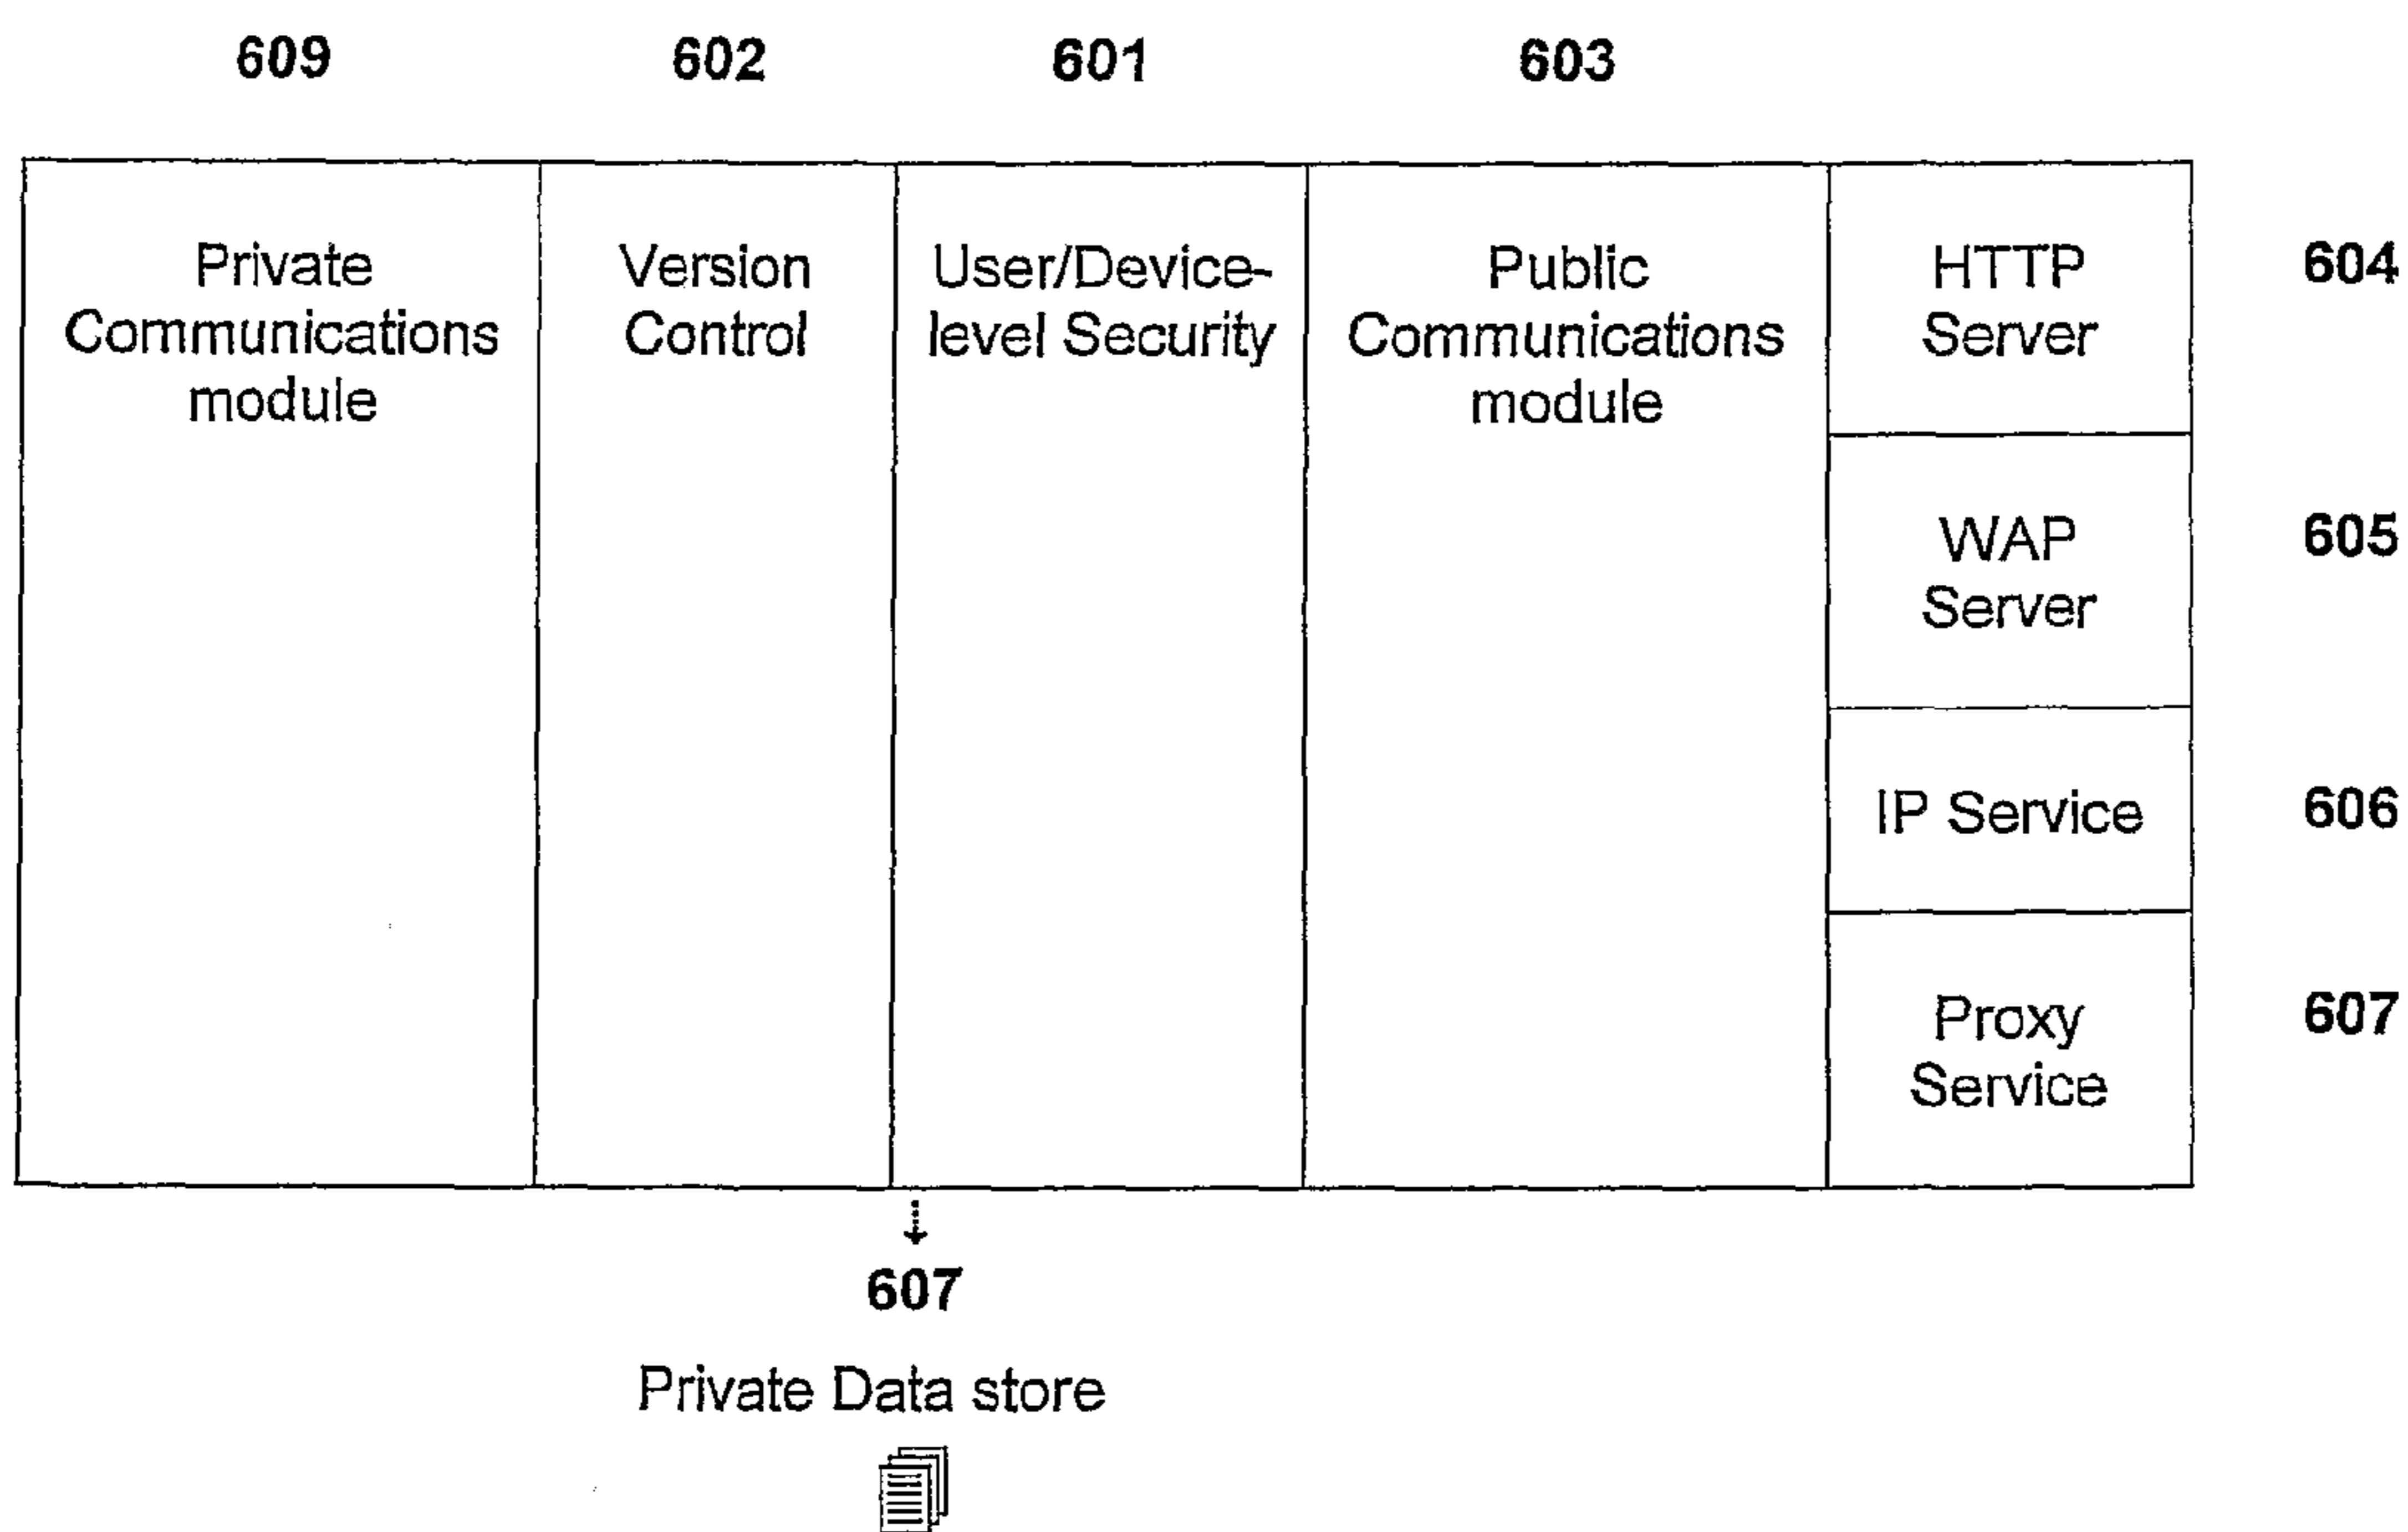 609 602 601 603
Private
Communications
module
Version
Control
User/Device-
level Security
Public
Communications
module
HTTP
Server
604
WAP
Server
605
IP Service
606
Proxy
Service
607
607
Private Data store